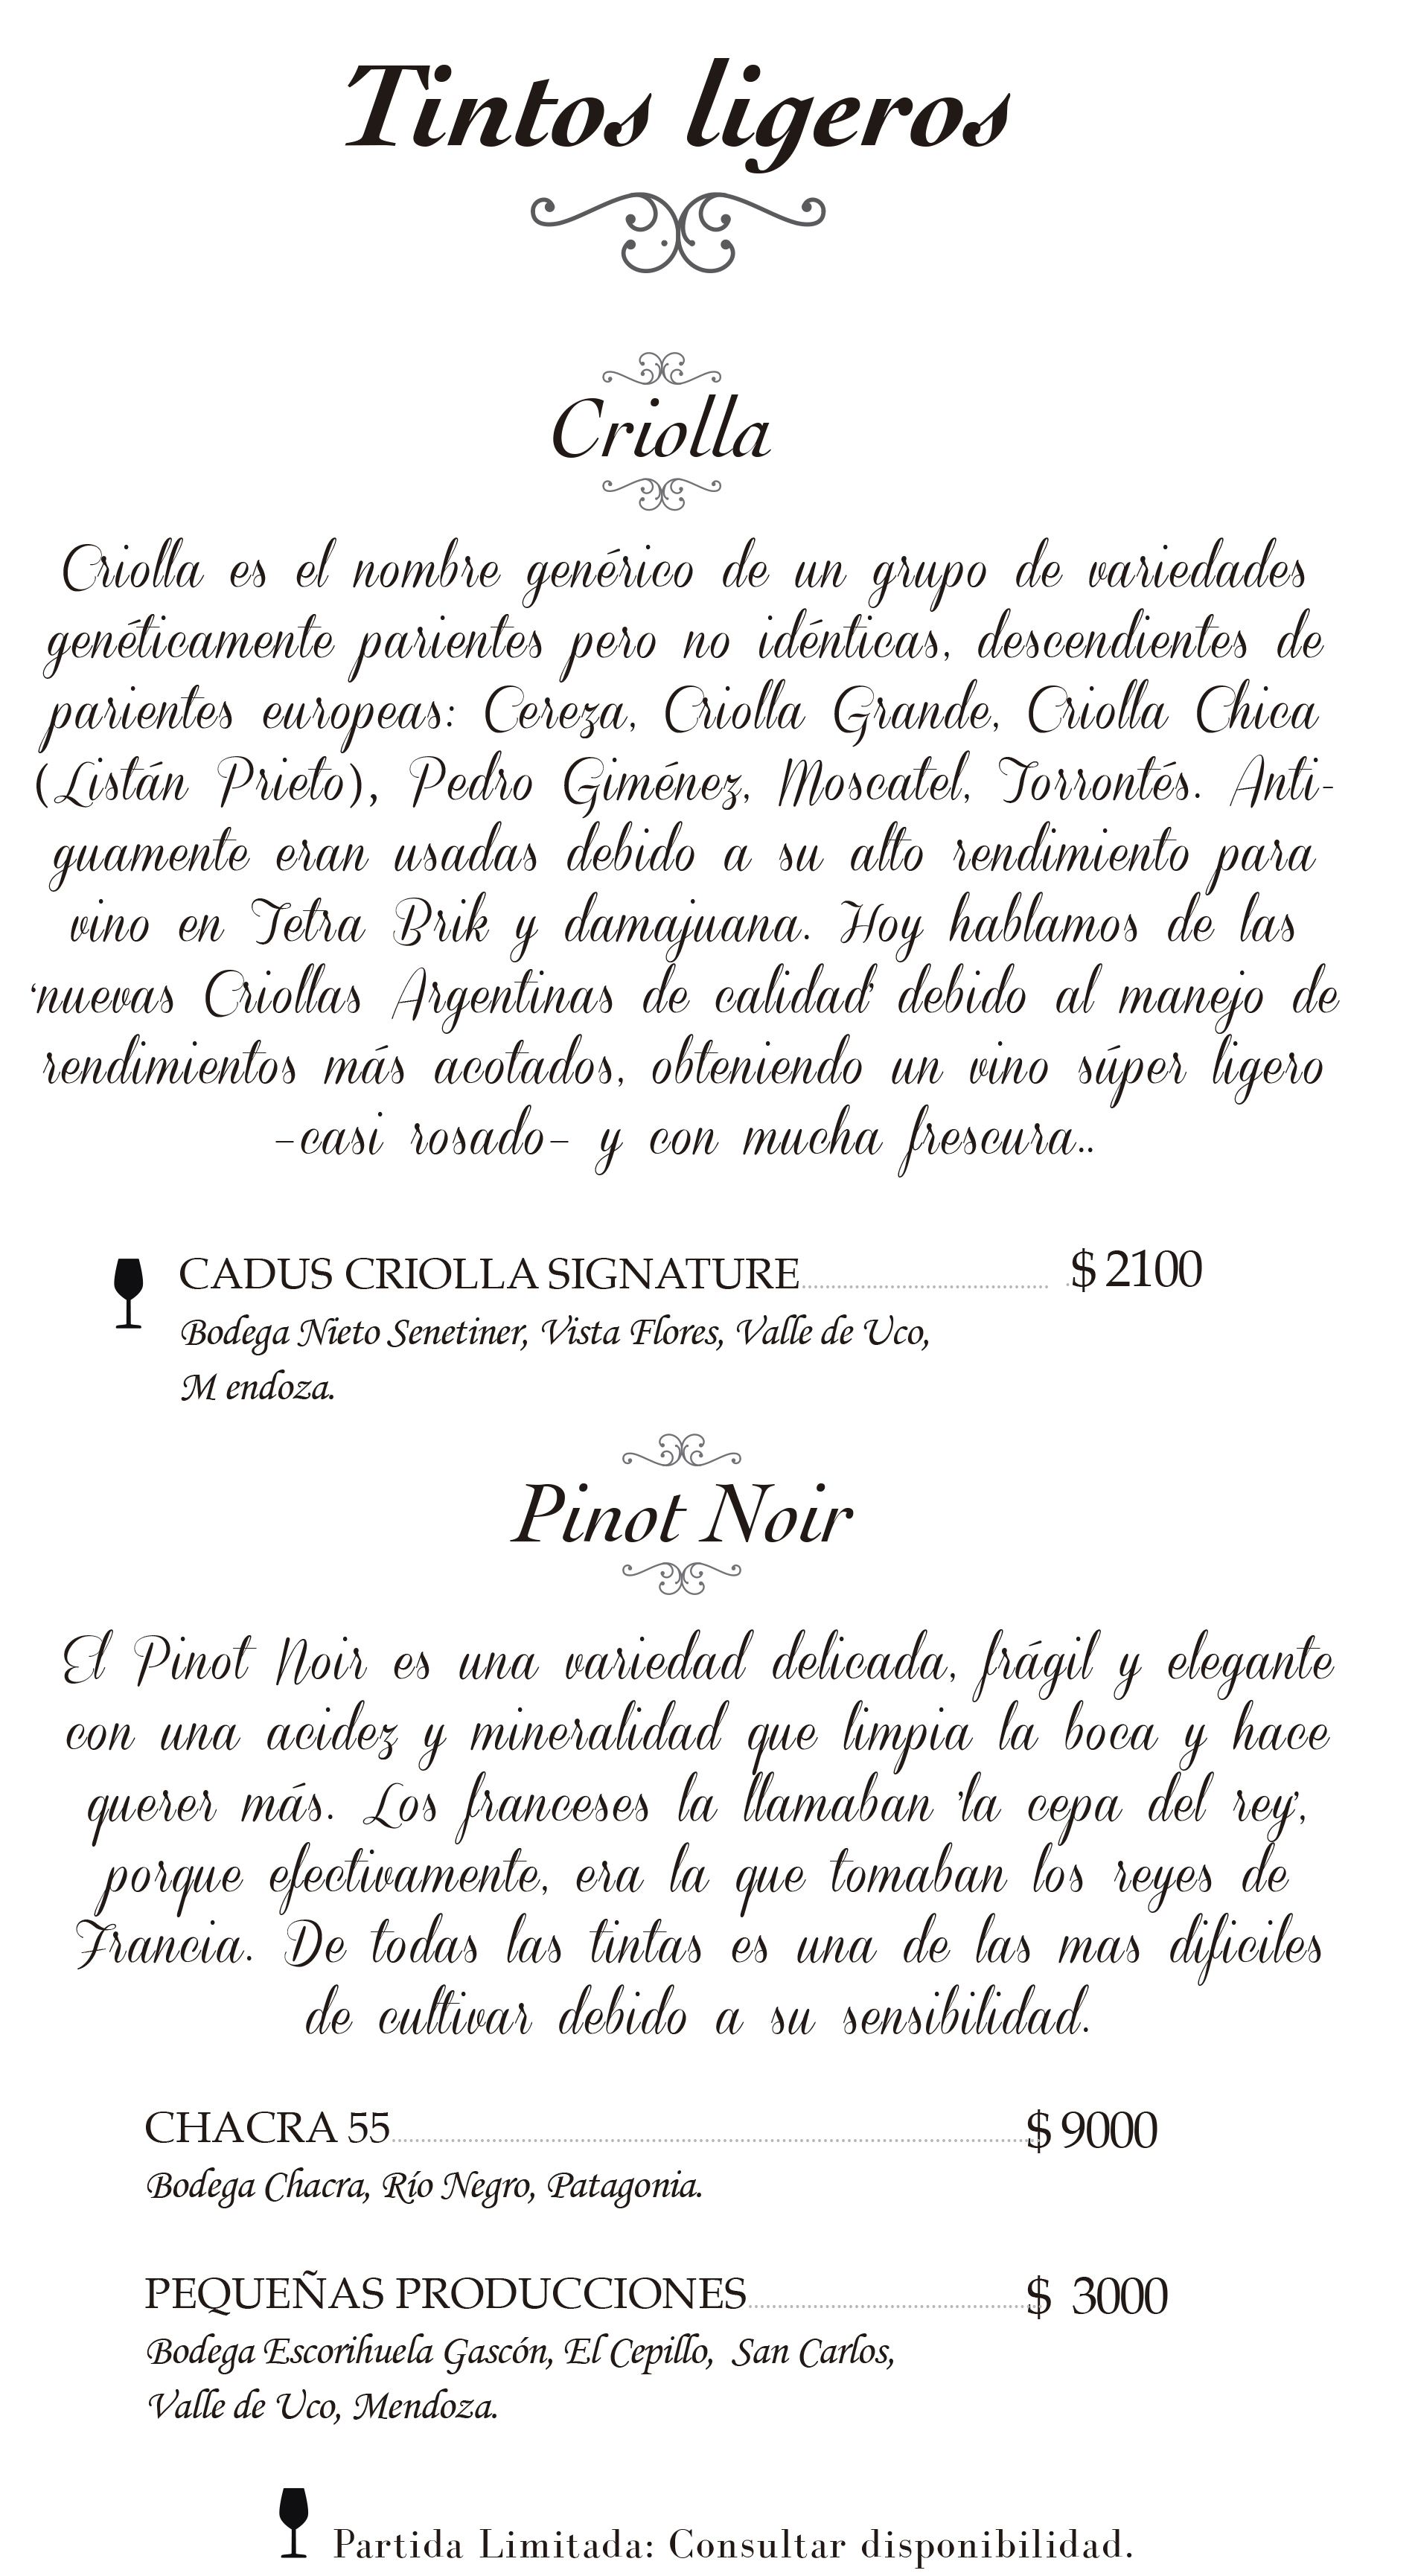 Tintos ligeros
Criolla
Criolla es el nombre genérico de un grupo de variedades
genéticamente parientes pero no idénticas, descendientes de
parientes europeas: Cereza, Criolla Grande, Criolla Chica
(Listán Prieto), Pedro Giménez, Moscatel, Torrontés. Anti-
guamente eran usadas debido a su alto rendimiento para
vino en Tetra Brik y damajuana. Hoy hablamos de las
'nuevas Criollas Argentinas de calidad' debido al manejo de
rendimientos más acotados, obteniendo un vino súper ligero
-casi rosado- y con mucha frescura..
CADUS CRIOLLA SIGNATURE $ 2100
Bodega Nieto Senetiner, Vista Flores, Valle de Uco,
M endoza.
Pinot Noir
El Pinot Noir es una variedad delicada, frágil y elegante
con una acidez y mineralidad que limpia la boca y hace
querer más. Los franceses la llamaban 'la cepa del rey',
porque efectivamente, era la que tomaban los reyes de
Francia. De todas las tintas es una de las mas dificiles
de cultivar debido a su sensibilidad.
CHACRA 55 $ 9000
Bodega Chacra, Río Negro, Patagonia.
PEQUEÑAS PRODUCCIONES $ 3000
Bodega Escorihuela Gascón, El Cepillo, San Carlos,
Valle de Uco, Mendoza.
Partida Limitada: Consultar disponibilidad.